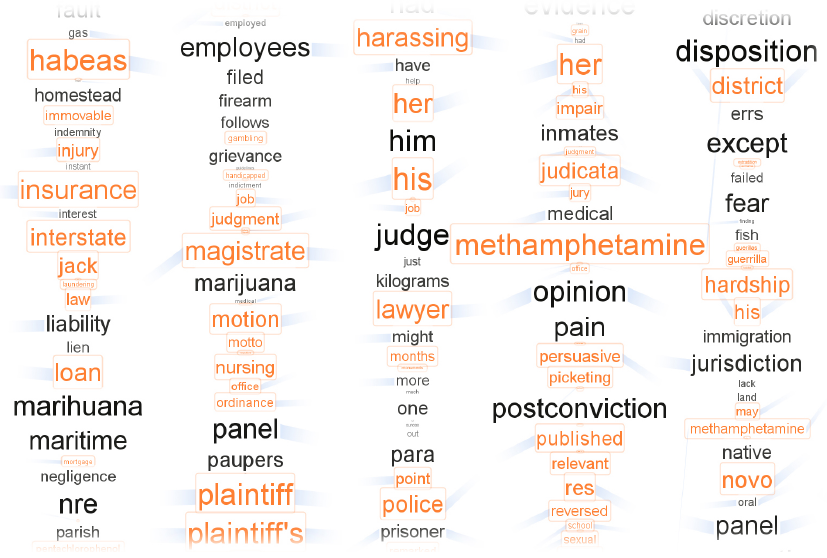 fault
gas
habeas
homestead
immovable
indemnity
injury
instant
insurance
interest
interstate
jack
laundering
law
liability
lien
loan
marihuana
maritime
mortgage
negligence
nre
parish
pentachlorophenol
employed
employees
filed
firearm
follows
gambling
grievance
handicapped
indictment
job
judgment
magistrate
marijuana
medical
motion
motto
nursing
office
ordinance
panel
paupers
plaintiff
plaintiff's
had
harassing
have
help
her
him
his
job
judge
just
kilograms
lawyer
might
months
more
much
one
out
para
point
police
prisoner
evidence
grain
had
her
his
impair
inmates
judgment
judicata
jury
medical
methamphetamine
office
opinion
pain
persuasive
picketing
postconviction
published
relevant
res
reversed
school
sexual
discretion
disposition
district
errs
except
failed
fear
finding
fish
guerrillas
guerrilla
hardship
his
immigration
jurisdiction
lack
land
may
methamphetamine
native
novo
oral
panel